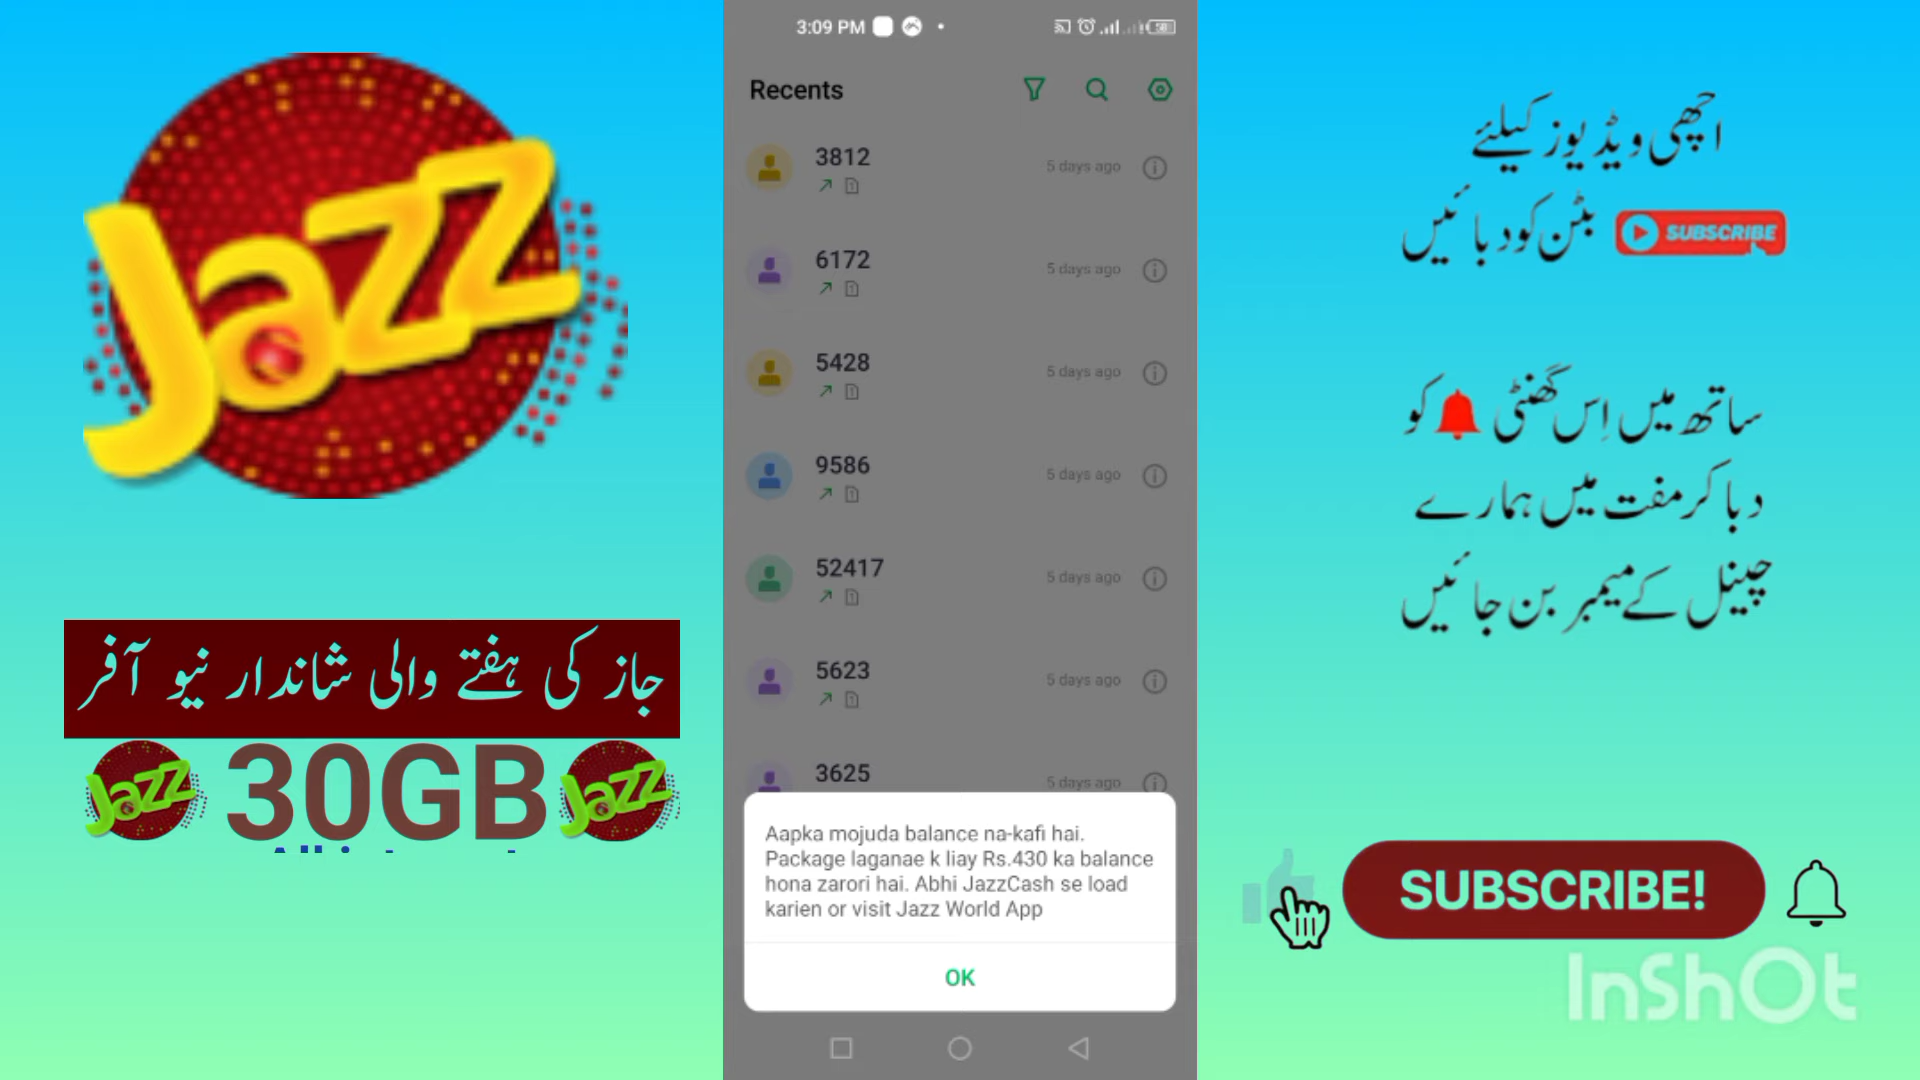 Jazz
جاز کی ہفتے والی شاندار نیو آفر
Jazz 30GB Jazz
3:09 PM
58
Recents
3812
5 days ago
6172
5 days ago
5428
5 days ago
9586
5 days ago
52417
5 days ago
5623
5 days ago
3625
5 days ago
Aapka mojuda balance na-kafi hai.
Package laganae k liay Rs.430 ka balance
hona zarori hai. Abhi JazzCash se load
karien or visit Jazz World App
OK
اچھی ویڈیوز کیلئے
SUBSCRIBE بٹن کو دبائیں
ساتھ میں اِس گھنٹی کو
دبا کر مفت میں ہمارے
چینل کے میمبر بن جائیں
SUBSCRIBE!
InShOt